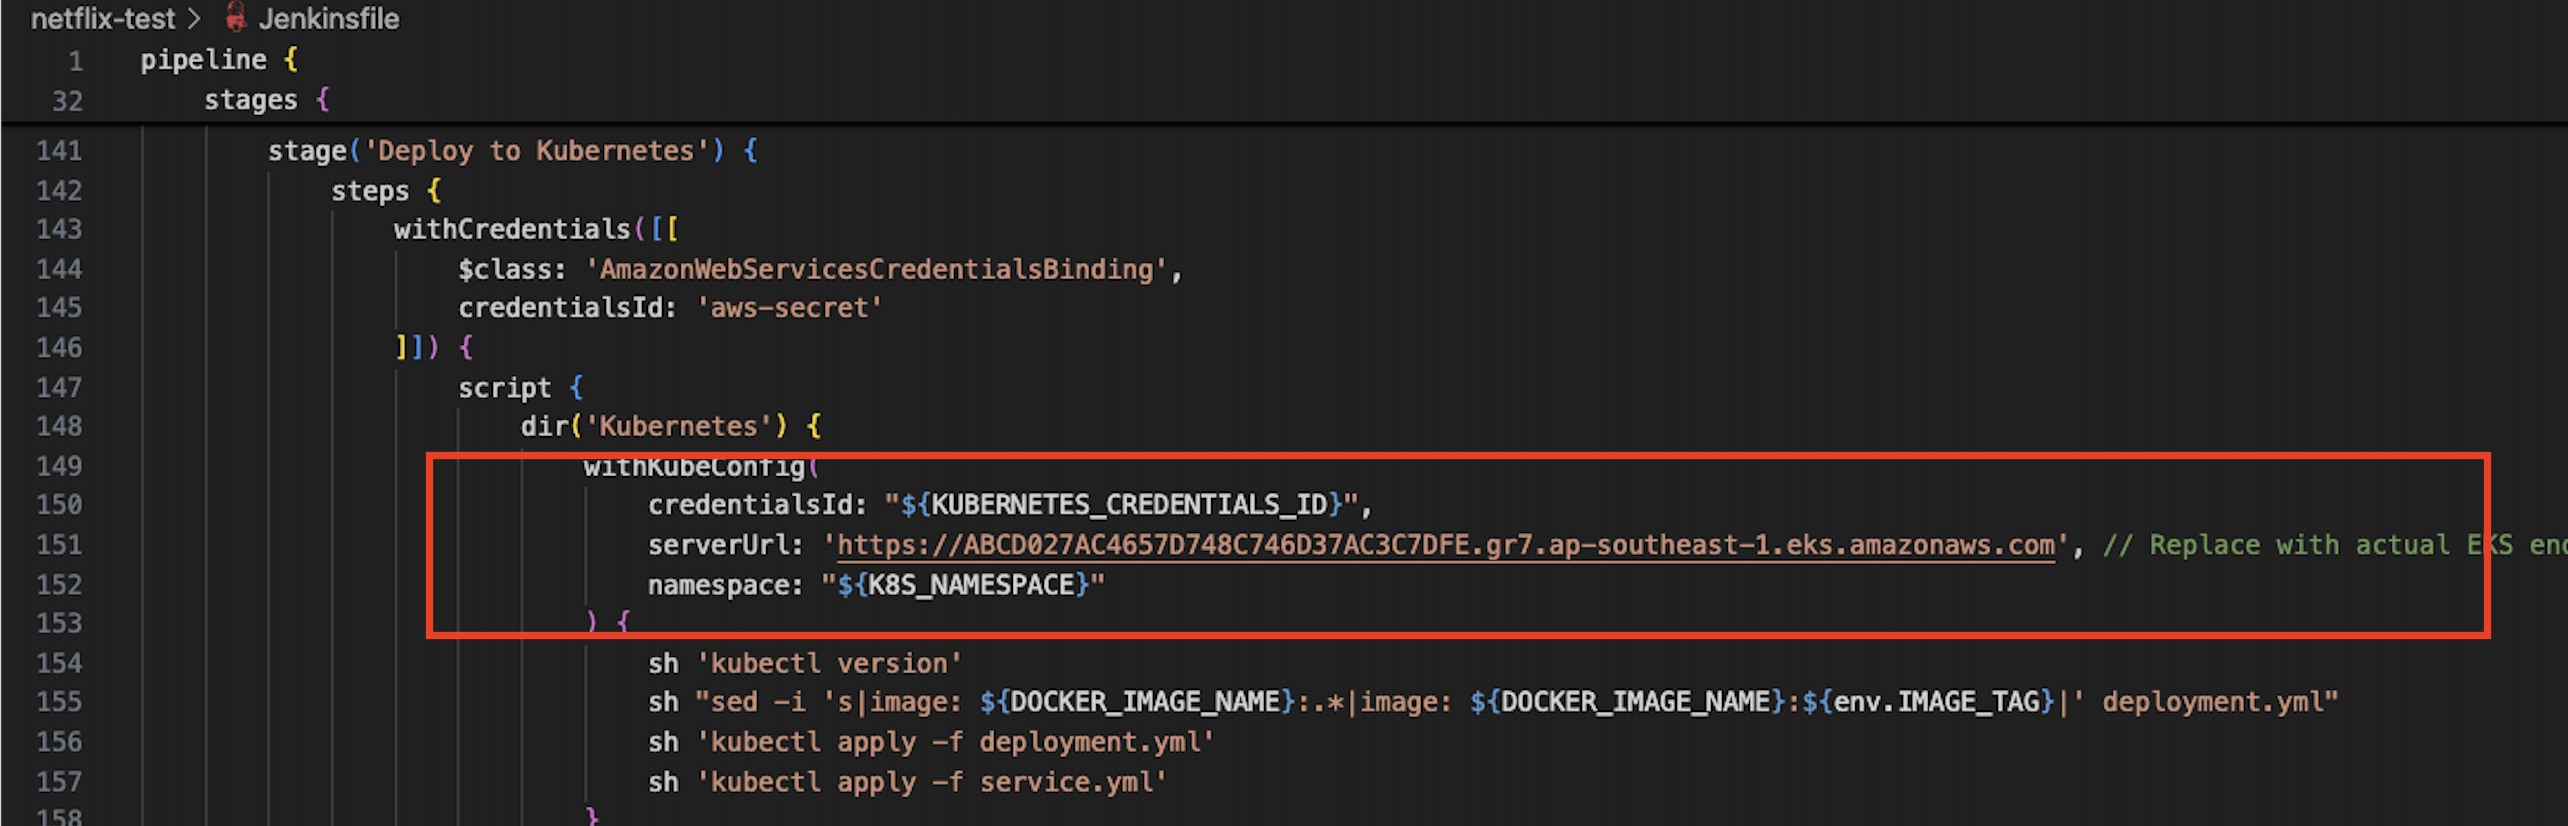 netflix-test > Jenkinsfile
1 pipeline {
32 stages {
141 stage('Deploy to Kubernetes') {
142 steps {
143 withCredentials([[
144 $class: 'AmazonWebServicesCredentialsBinding',
145 credentialsId: 'aws-secret'
146 ]]) {
147 script {
148 dir('Kubernetes') {
149 withKubeConfig(
150 credentialsId: "${KUBERNETES_CREDENTIALS_ID}",
151 serverUrl: 'https://ABCD027AC4657D748C746D37AC3C7DFE.gr7.ap-southeast-1.eks.amazonaws.com', // Replace with actual EKS
152 namespace: "${K8S_NAMESPACE}"
153 ) {
154 sh 'kubectl version'
155 sh "sed -i 's|image: ${DOCKER_IMAGE_NAME}:.*|image: ${DOCKER_IMAGE_NAME}:${env.IMAGE_TAG}|' deployment.yml"
156 sh 'kubectl apply -f deployment.yml'
157 sh 'kubectl apply -f service.yml'
158 }